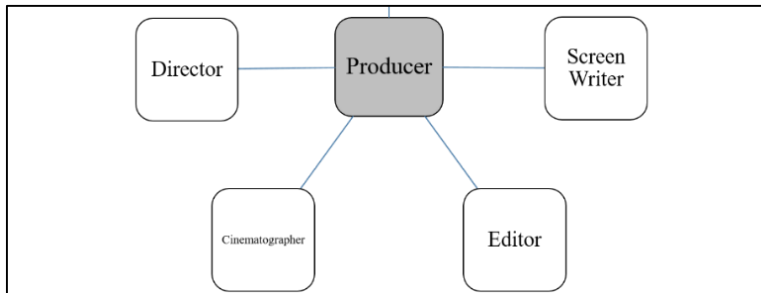 Director
Producer
Screen
Writer
Cinematographer
Editor